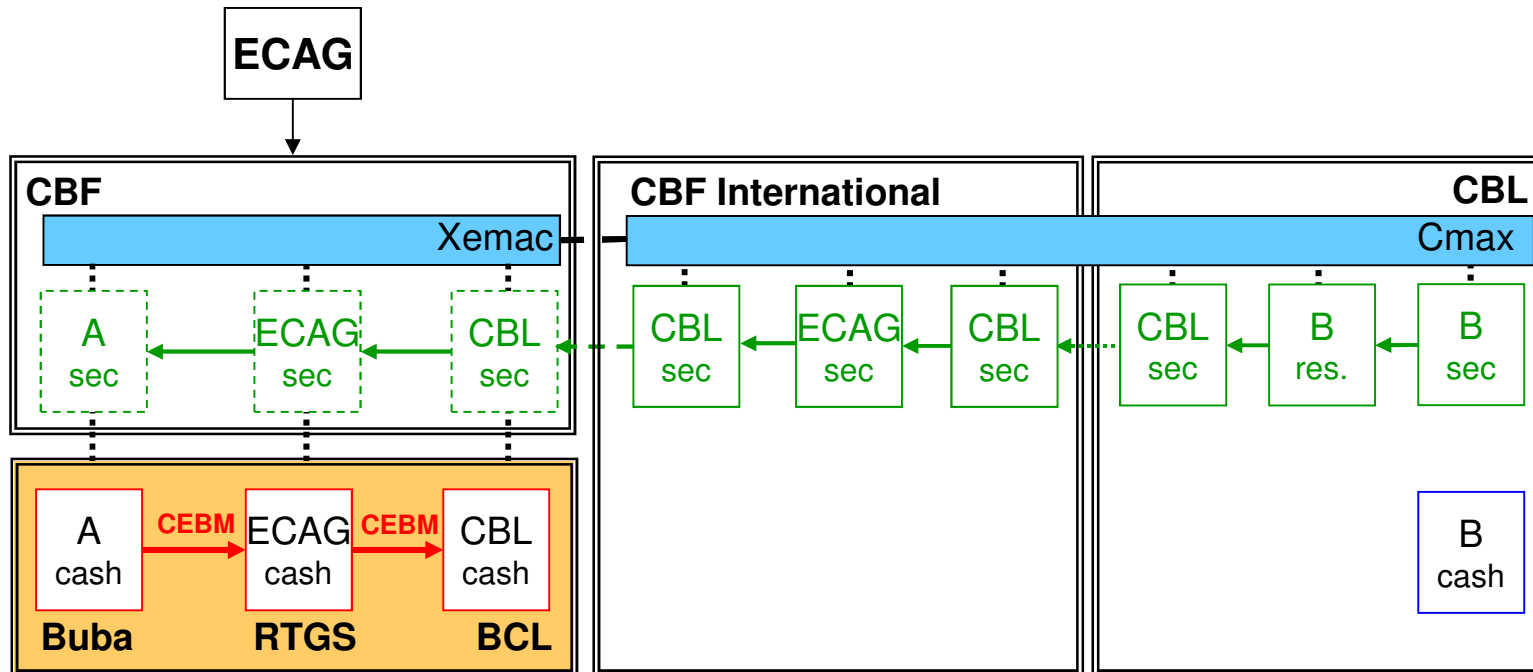 ECAG
CBF
CBF International
CBL
Xemac
Cmax
A
sec
ECAG
sec
CBL
sec
CBL
sec
ECAG
sec
CBL
sec
CBL
sec
B
res.
B
sec
A
cash
CEBM
ECAG
cash
CEBM
CBL
cash
B
cash
Buba
RTGS
BCL